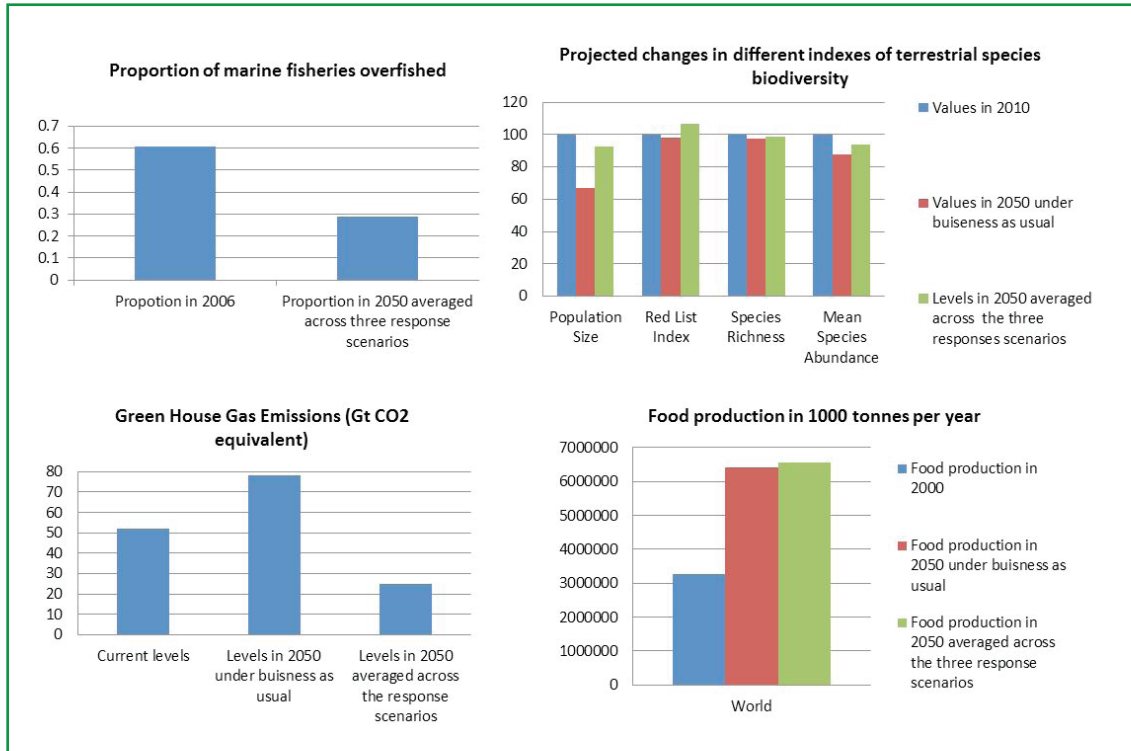 Proportion of marine fisheries overfished
0.7
0.6
0.5
0.4
0.3
0.2
0.1
0
Propotion in 2006
Proportion in 2050 averaged
across three response
scenarios
Projected changes in different indexes of terrestrial species
biodiversity
120
100
80
60
40
20
0
Population
Size
Red List
Index
Species
Richness
Mean
Species
Abundance
Values in 2010
Values in 2050 under
buiseness as usual
Levels in 2050 averaged
across the three
responses scenarios
Green House Gas Emissions (Gt CO2
equivalent)
80
70
60
50
40
30
20
10
0
Current levels
Levels in 2050
under buisness as
usual
Levels in 2050
averaged across
the response
scenarios
Food production in 1000 tonnes per year
7000000
6000000
5000000
4000000
3000000
2000000
1000000
0
World
Food production in
2000
Food production in
2050 under buisness as
usual
Food production in
2050 averaged across
the three response
scenarios